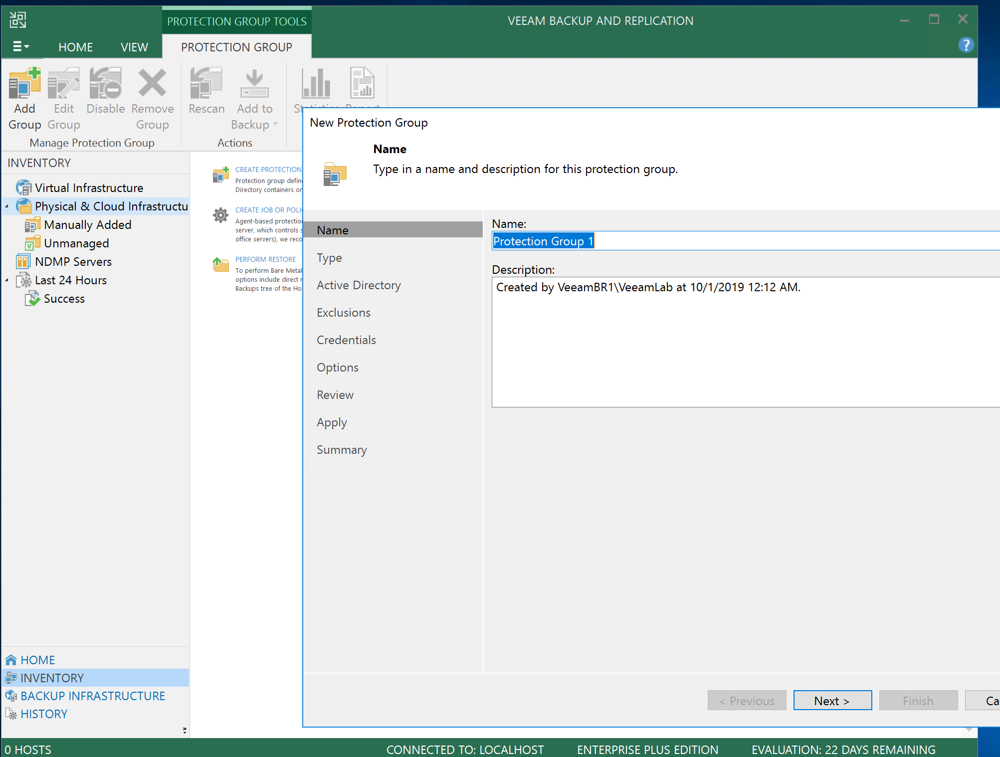 PROTECTION GROUP TOOLS
VEEAM BACKUP AND REPLICATION
HOME
VIEW
PROTECTION GROUP
?
Add
Group
Edit
Group
Disable
Remove
Group
Rescan
Add to
Backup
Manage Protection Group
Actions
INVENTORY
Virtual Infrastructure
Physical & Cloud Infrastructu
Manually Added
Unmanaged
NDMP Servers
Last 24 Hours
Success
CREATE PROTECTION
Protection group define
Directory containers or
CREATE JOB OR POLI
Agent-based protection
server, which controls s
office servers), we reco
PERFORM RESTORE
To perform Bare Metal
options include direct r
Backups tree of the Ho
New Protection Group
Name
Type in a name and description for this protection group.
Name
Type
Active Directory
Exclusions
Credentials
Options
Review
Apply
Summary
Name:
Protection Group 1
Description:
Created by VeeamBR1\VeeamLab at 10/1/2019 12:12 AM.
< Previous
Next >
Finish
Ca
HOME
INVENTORY
BACKUP INFRASTRUCTURE
HISTORY
0 HOSTS
CONNECTED TO: LOCALHOST
ENTERPRISE PLUS EDITION
EVALUATION: 22 DAYS REMAINING